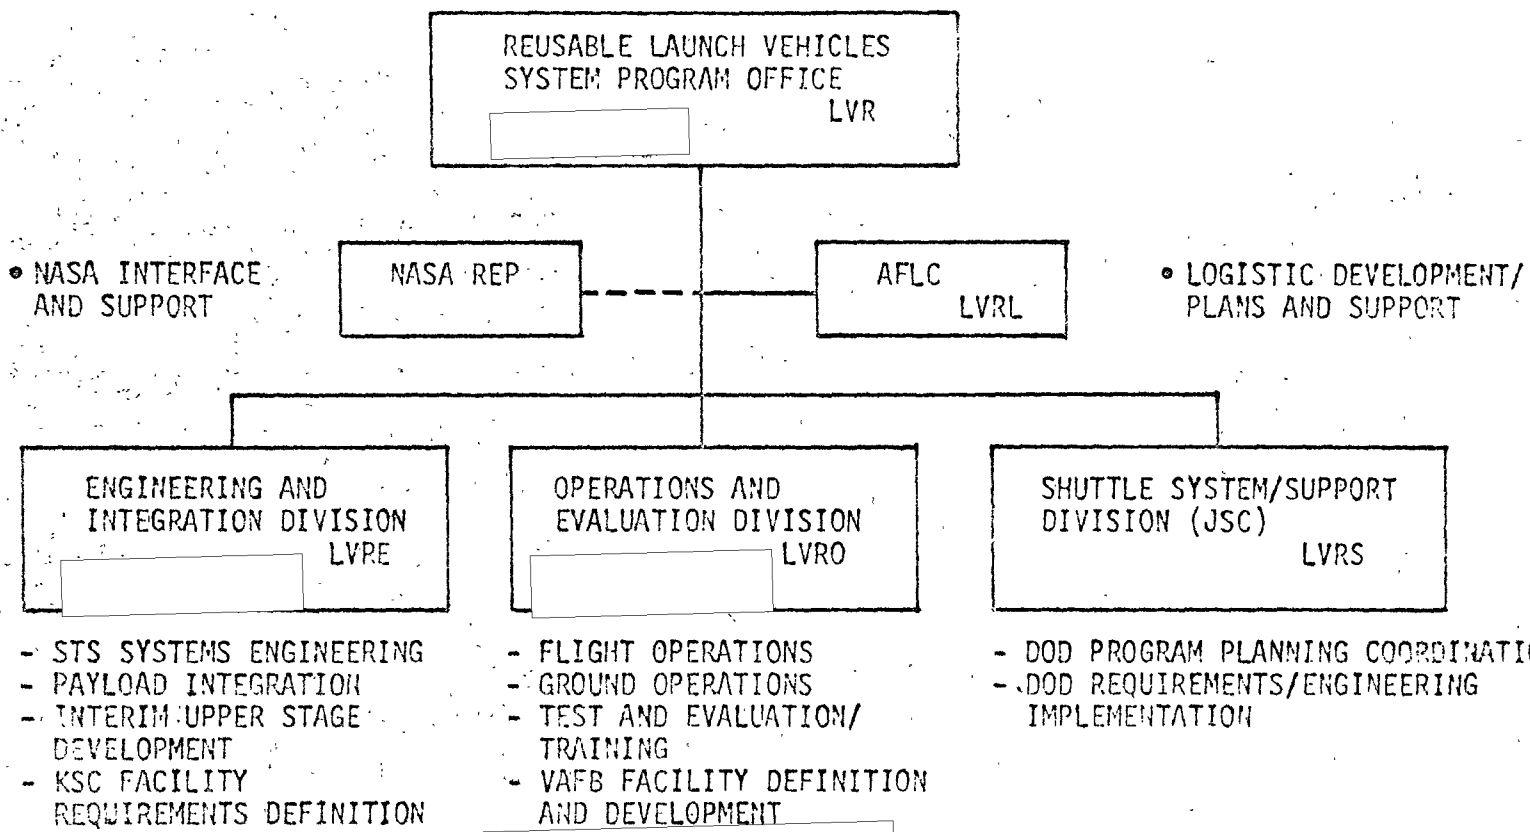 REUSABLE LAUNCH VEHICLES
SYSTEM PROGRAM OFFICE
LVR
• NASA INTERFACE
AND SUPPORT
NASA REP
AFLC
LVRL
• LOGISTIC DEVELOPMENT/
PLANS AND SUPPORT
ENGINEERING AND
INTEGRATION DIVISION
LVRE
OPERATIONS AND
EVALUATION DIVISION
LVRO
SHUTTLE SYSTEM/SUPPORT
DIVISION (JSC)
LVRS
- STS SYSTEMS ENGINEERING
- PAYLOAD INTEGRATION
- INTERIM UPPER STAGE
DEVELOPMENT
- KSC FACILITY
REQUIREMENTS DEFINITION
- FLIGHT OPERATIONS
- GROUND OPERATIONS
- TEST AND EVALUATION/
TRAINING
- VAFB FACILITY DEFINITION
AND DEVELOPMENT
- DOD PROGRAM PLANNING COORDINATI
- DOD REQUIREMENTS/ENGINEERING
IMPLEMENTATION